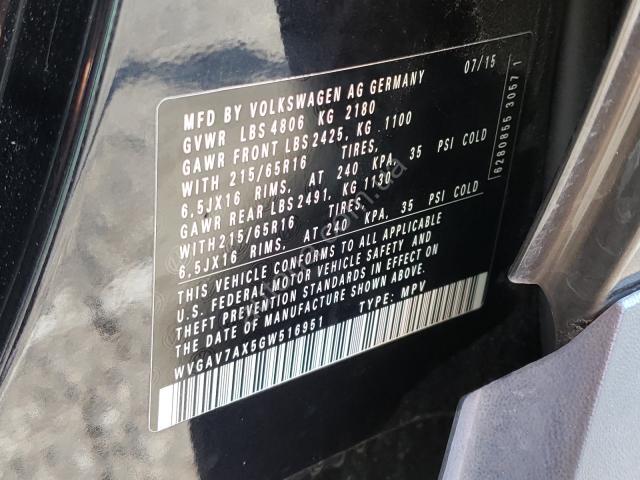 MFD BY VOLKSWAGEN AG GERMANY 07/15
GVWR LBS 4806 KG 2180
GAWR FRONT LBS 2425, KG 1100
WITH 215/65R16 TIRES,
6,5JX16 RIMS, AT 240 KPA, 35 PSI COLD
GAWR REAR LBS 2491, KG 1130
WITH 215/65R16 TIRES,
6,5JX16 RIMS, AT 240 KPA, 35 PSI COLD
THIS VEHICLE CONFORMS TO ALL APPLICABLE
U.S. FEDERAL MOTOR VEHICLE SAFETY AND
THEFT PREVENTION STANDARDS IN EFFECT ON
THE DATE OF MANUFACTURE SHOWN ABOVE.
WVGAV7AX5GW516951 TYPE: MPV
6280855 30571